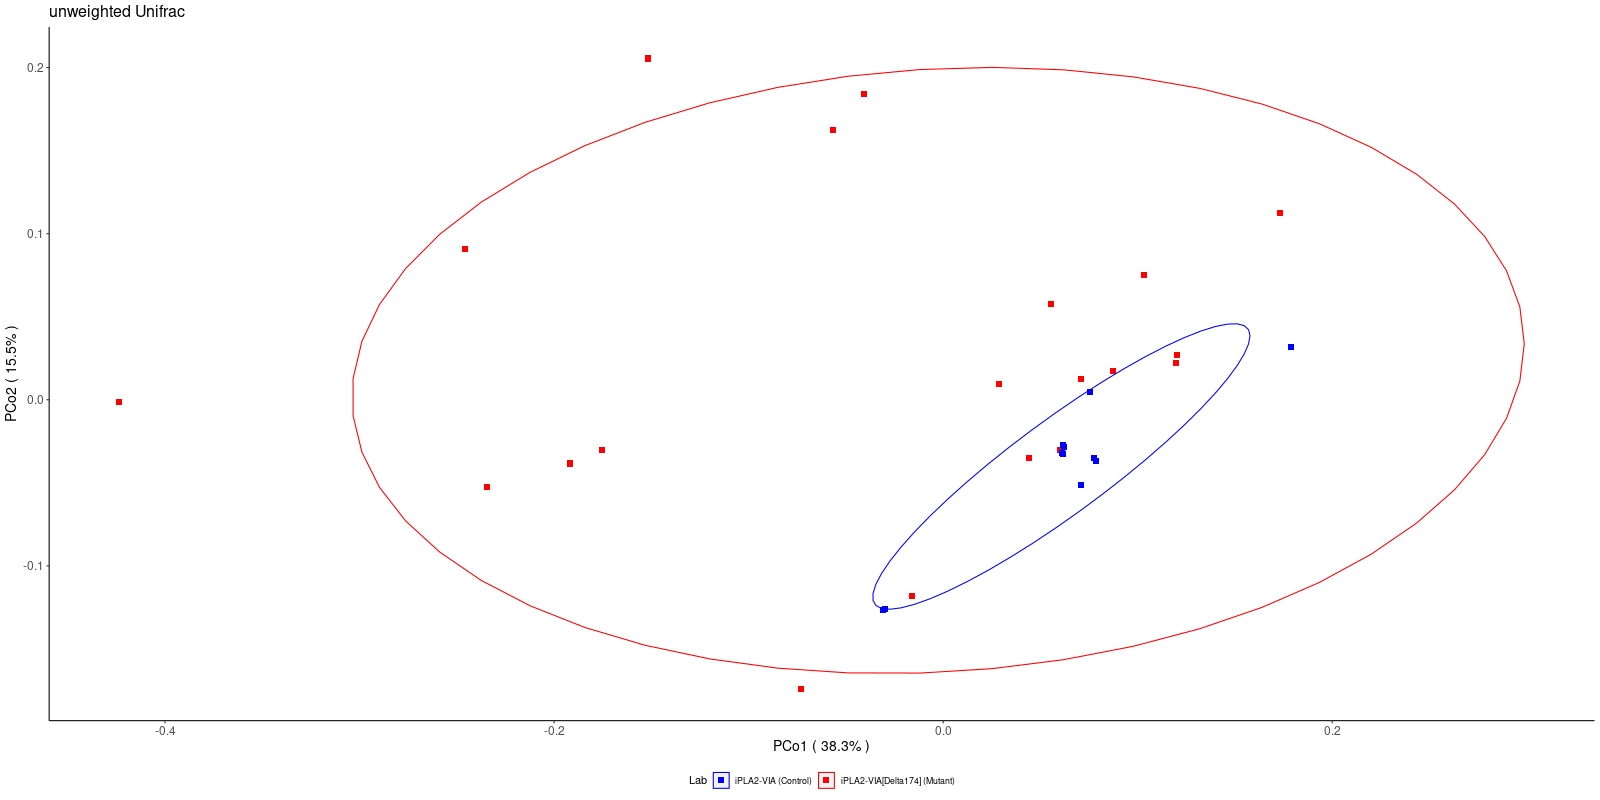 unweighted Unifrac
0.2
0.1
0.0
-0.1
PCo2 ( 15.5% )
-0.4
-0.2
0.0
0.2
PCo1 ( 38.3% )
Lab iPLA2-VIA (Control) iPLA2-VIA[Delta174] (Mutant)